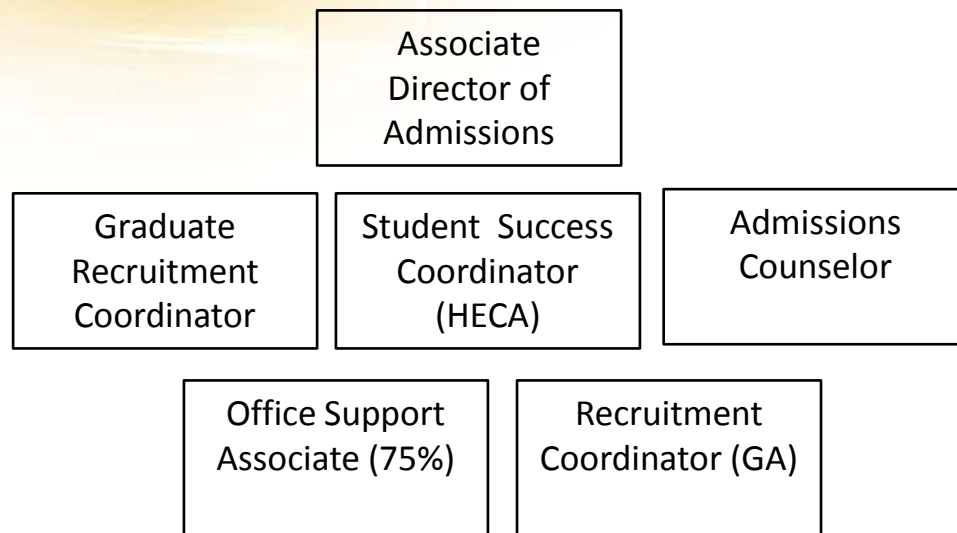 Associate
Director of
Admissions
Graduate
Recruitment
Coordinator
Student  Success
Coordinator
(HECA)
Admissions
Counselor
Office Support
Associate (75%)
Recruitment
Coordinator (GA)